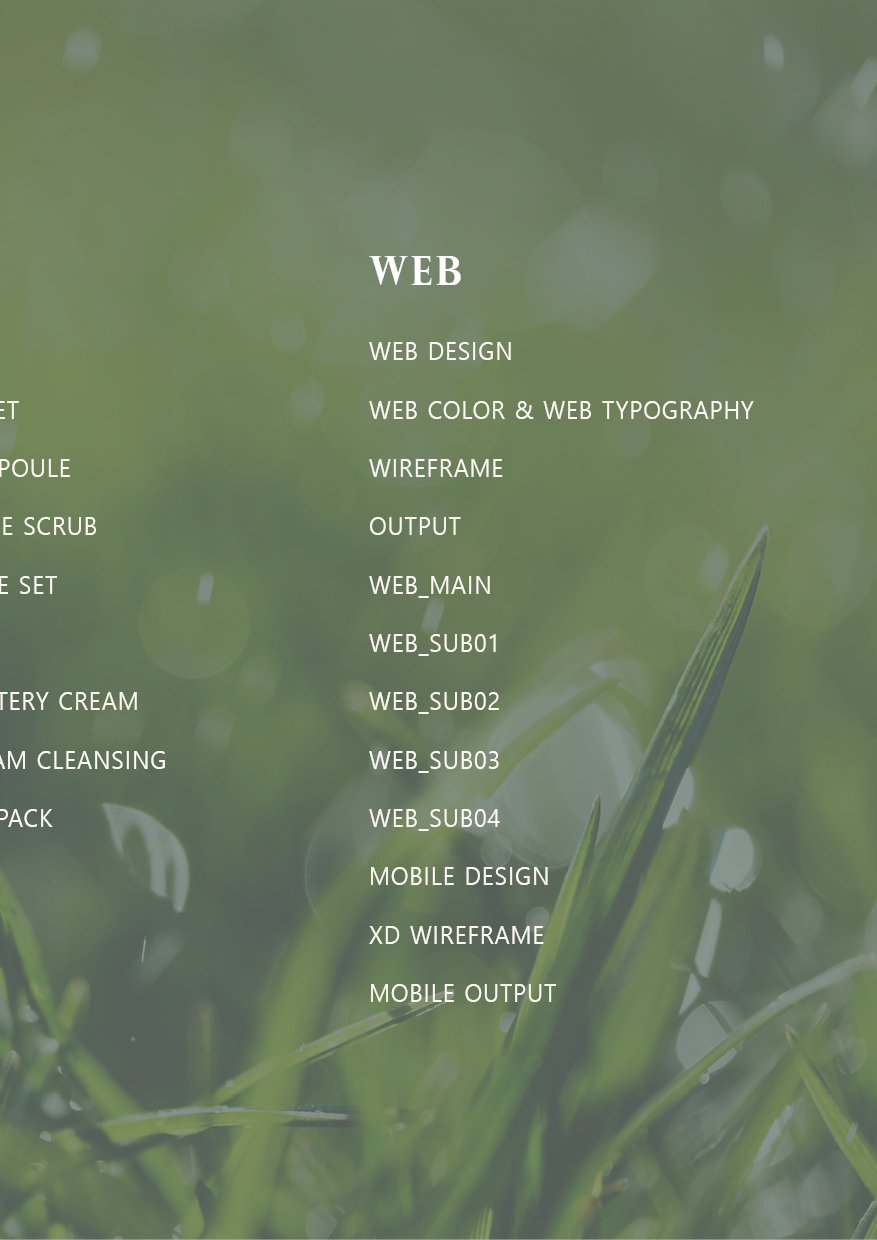 ET
POULE
E SCRUB
E SET
TERY CREAM
AM CLEANSING
PACK
WEB
WEB DESIGN
WEB COLOR & WEB TYPOGRAPHY
WIREFRAME
OUTPUT
WEB_MAIN
WEB_SUB01
WEB_SUB02
WEB_SUB03
WEB_SUB04
MOBILE DESIGN
XD WIREFRAME
MOBILE OUTPUT